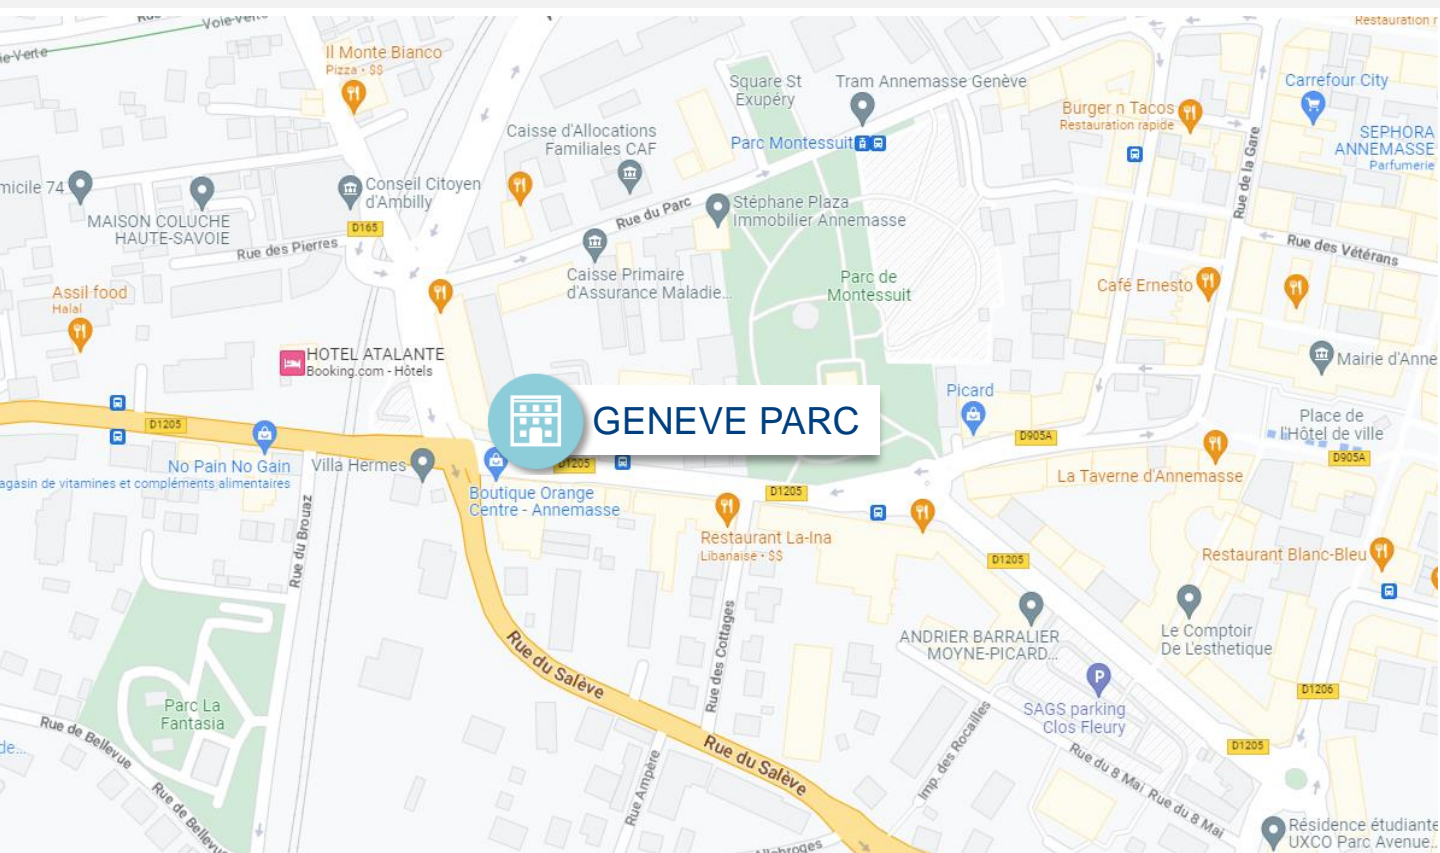 Voie-Verte
ie-Verte
Il Monte Bianco
Pizza • $$
Square St
Exupéry
Tram Annemasse Genève
Restauration r
Carrefour City
Burger n Tacos
Restauration rapide
SEPHORA
ANNEMASSE
Parfumerie
Caisse d'Allocations
Familiales CAF
Parc Montessuit
Rue de la Gare
micile 74
MAISON COLUCHE
HAUTE-SAVOIE
Conseil Citoyen
d'Ambilly
Stéphane Plaza
Immobilier Annemasse
Rue du Parc
D165
Rue des Pierres
Rue des Vétérans
Caisse Primaire
d'Assurance Maladie...
Parc de
Montessuit
Café Ernesto
Assil food
Halal
HOTEL ATALANTE
Booking.com - Hôtels
Mairie d'Anne
Picard
GENEVE PARC
Place de
l'Hôtel de ville
D1205
D905A
D905A
No Pain No Gain
agasin de vitamines et compléments alimentaires
Villa Hermes
D1205
La Taverne d'Annemasse
Boutique Orange
Centre - Annemasse
D1205
Rue du Brouaz
Restaurant La-Ina
Libanaise • $$
D1205
Restaurant Blanc-Bleu
Rue des Cottages
ANDRIER BARRALIER
MOYNE-PICARD...
Le Comptoir
De L'esthetique
Rue du Salève
P
SAGS parking
Clos Fleury
D1206
Parc La
Fantasia
Rue de Bellevue
de...
Rue du Salève
Imp. des Rocailles
D1205
Rue Ampère
Rue du 8 Mai
Rue du 8 Mai
Rue de Bellevu
Résidence étudiante
UXCO Parc Avenue...